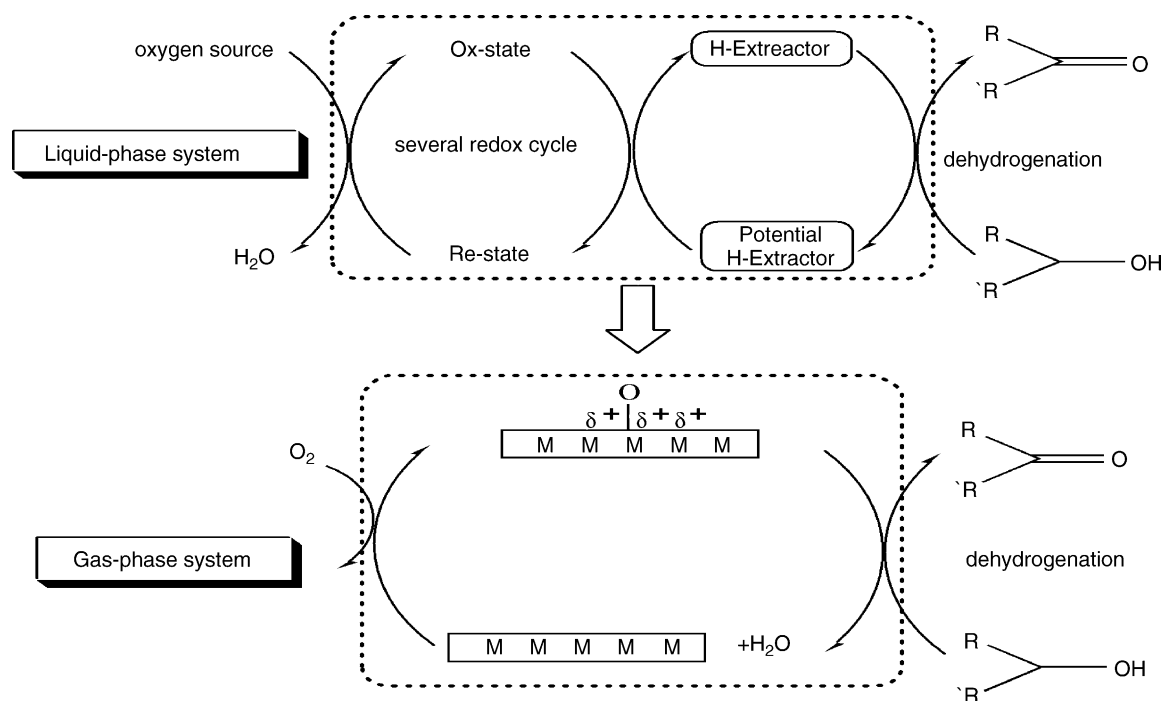 oxygen source
Ox-state
H-Extreactor
R
O
`R
Liquid-phase system
several redox cycle
dehydrogenation
H₂O
Re-state
Potential
H-Extractor
R
OH
`R
O
δ+ δ+ δ+
M M M M M
O₂
R
O
`R
Gas-phase system
dehydrogenation
M M M M M
+H₂O
R
OH
`R